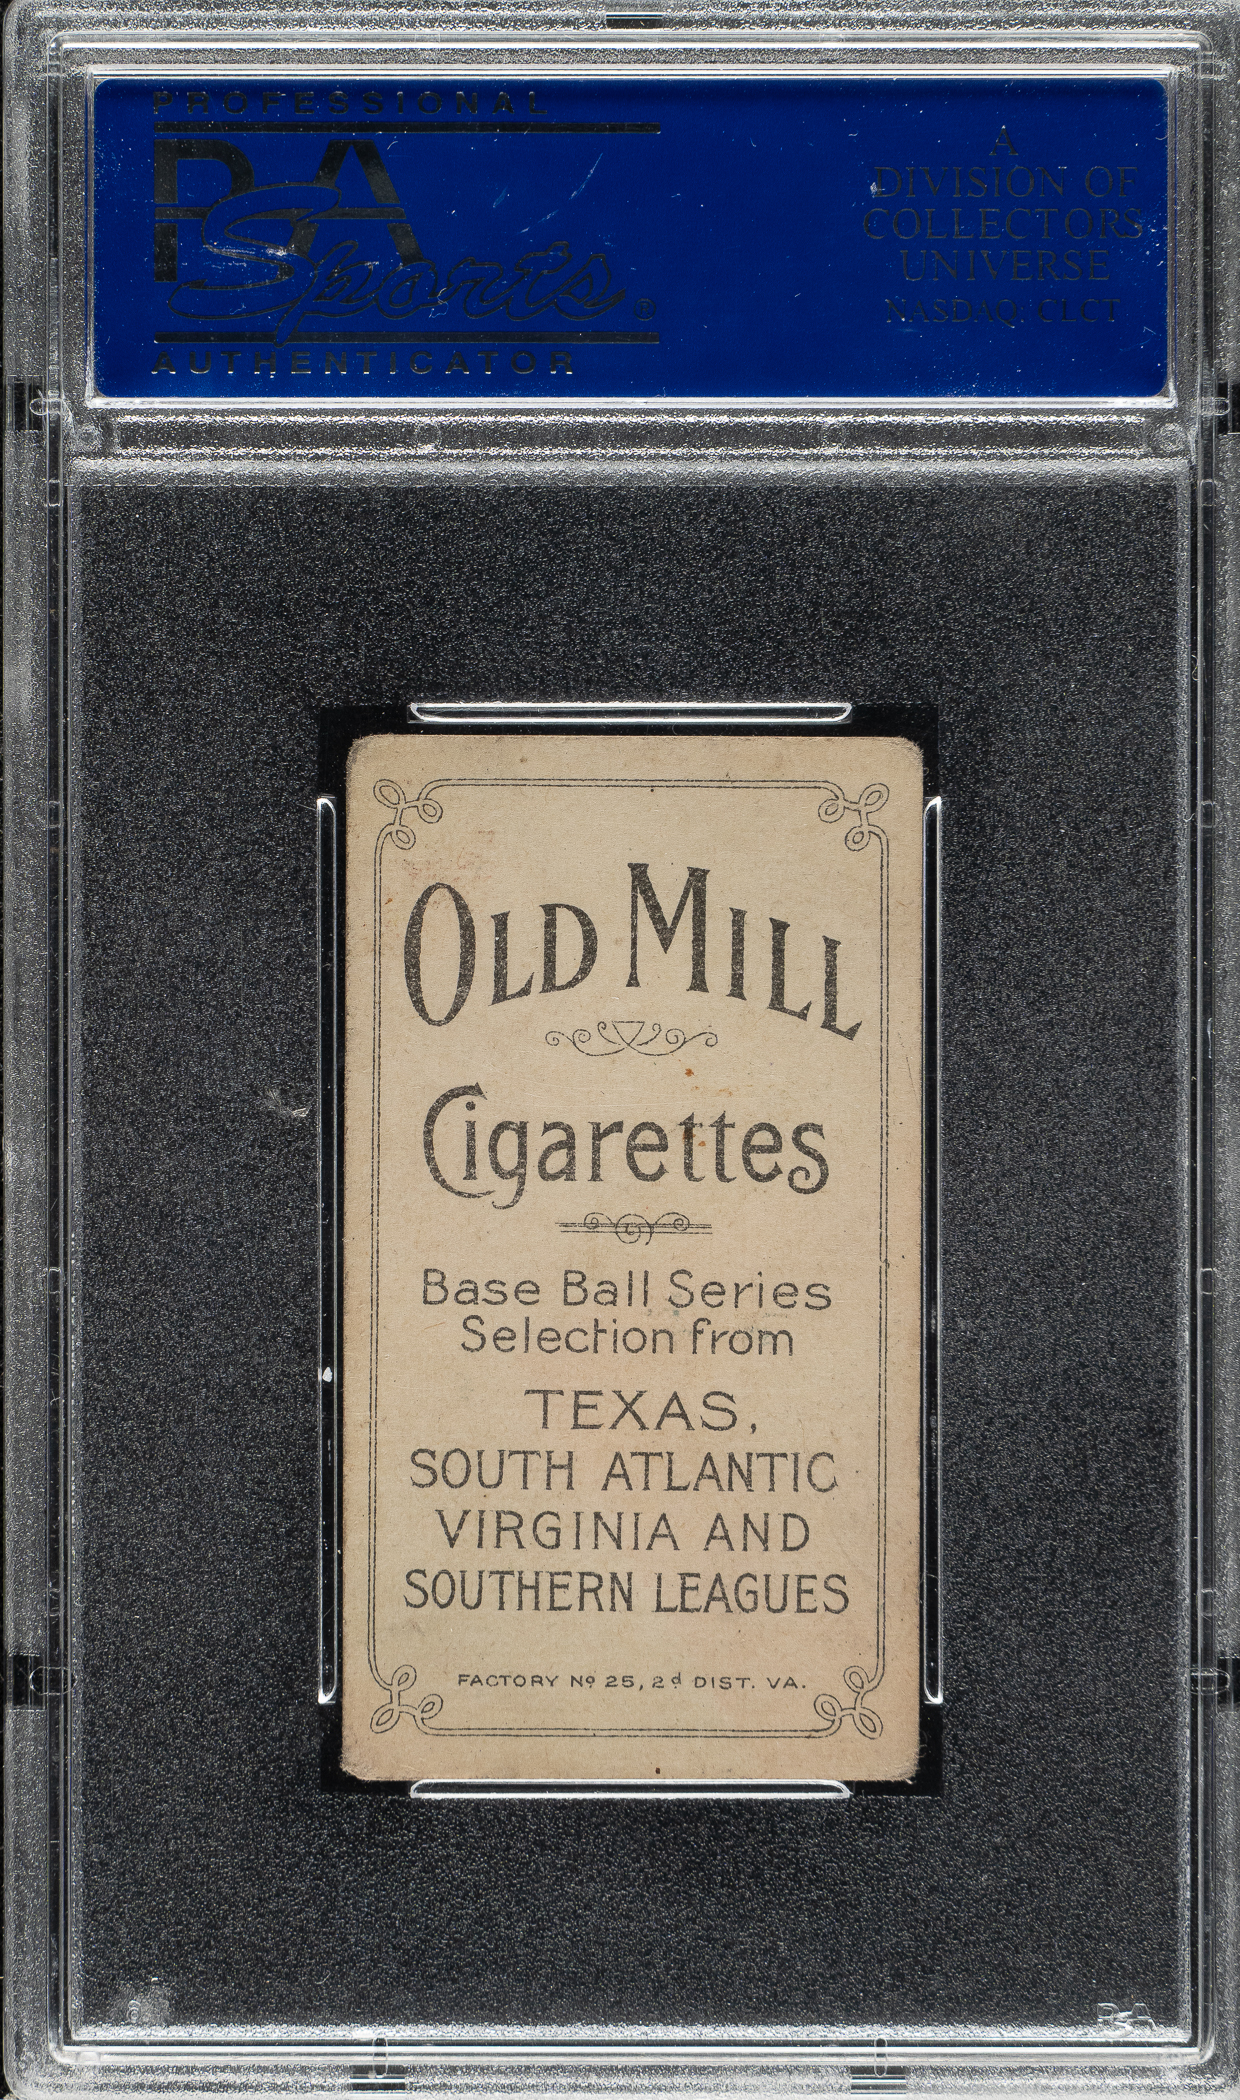 PROFESSIONAL
PSA
Sports®
AUTHENTICATOR
A
DIVISION OF
COLLECTORS
UNIVERSE
NASDAQ: CLCT
OLD MILL
Cigarettes
Base Ball Series
Selection from
TEXAS,
SOUTH ATLANTIC
VIRGINIA AND
SOUTHERN LEAGUES
FACTORY Nº 25, 2d DIST. VA.
PSA